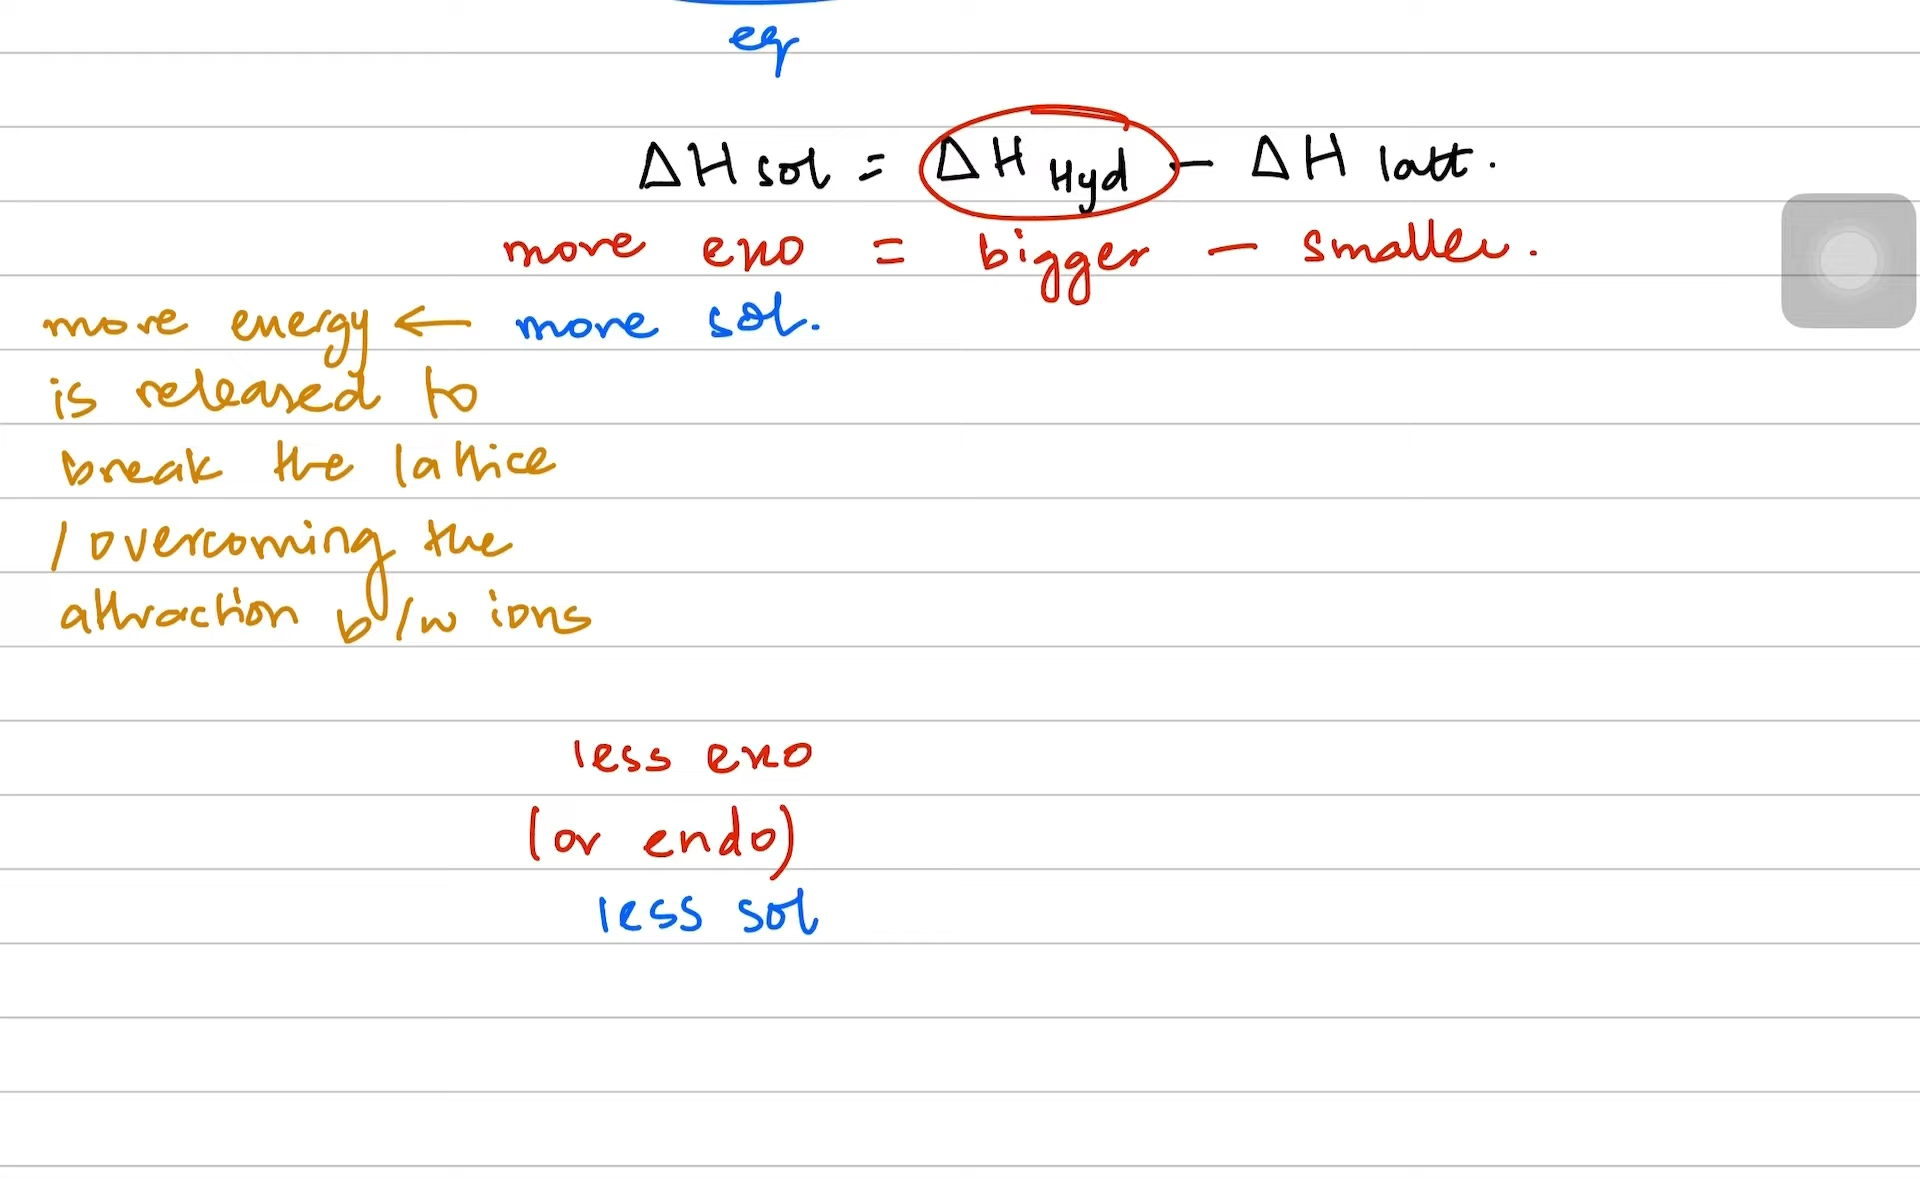 eq
ΔH sol = ΔH Hyd - ΔH latt.
more exo = bigger - smaller.
more energy ← more sol.
is released to
break the lattice
/ overcoming the
attraction b/w ions
less exo
(or endo)
less sol